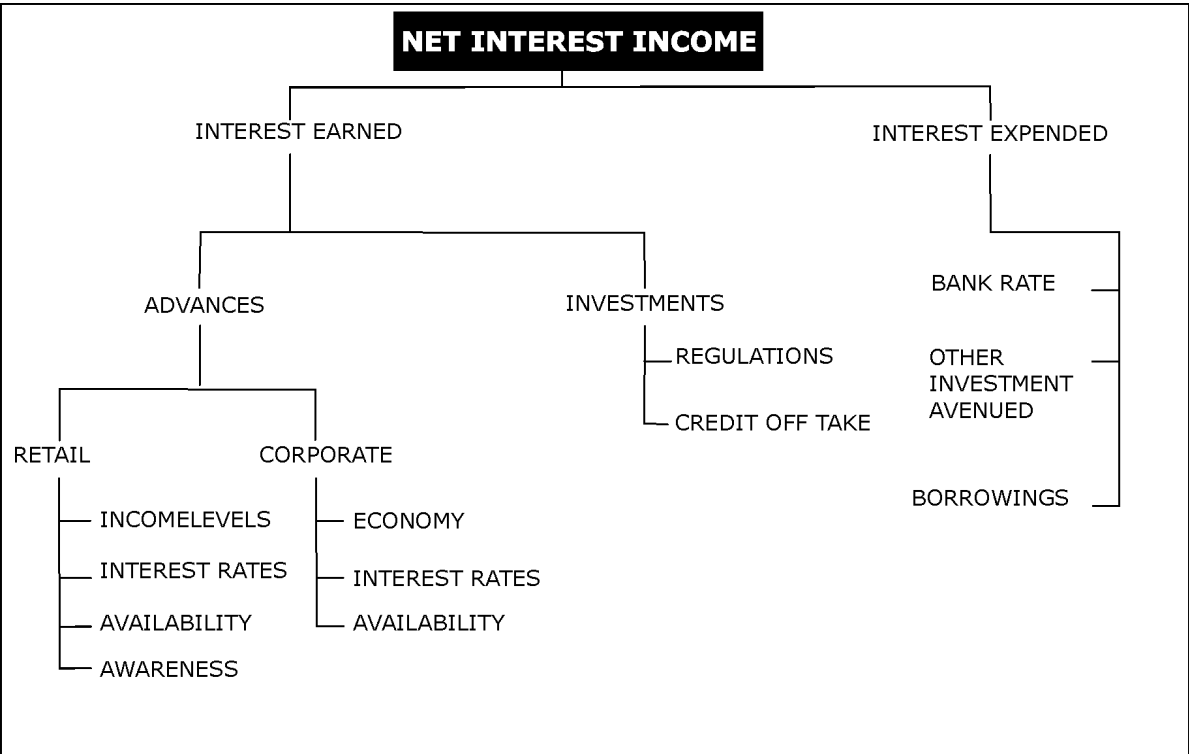 NET INTEREST INCOME
INTEREST EARNED
INTEREST EXPENDED
ADVANCES
INVESTMENTS
BANK RATE
REGULATIONS
OTHER
INVESTMENT
AVENUED
CREDIT OFF TAKE
RETAIL
CORPORATE
BORROWINGS
INCOMELEVELS
ECONOMY
INTEREST RATES
INTEREST RATES
AVAILABILITY
AVAILABILITY
AWARENESS